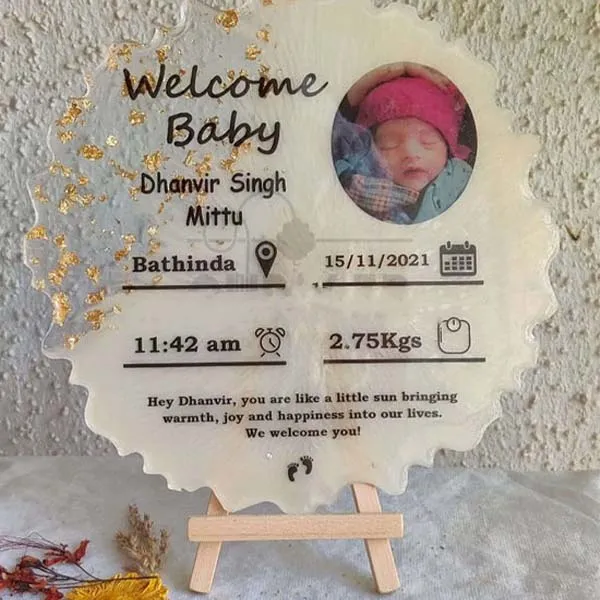 Welcome
Baby
Dhanvir Singh
Mittu
Bathinda
15/11/2021
11:42 am
2.75Kgs
Hey Dhanvir, you are like a little sun bringing
warmth, joy and happiness into our lives.
We welcome you!